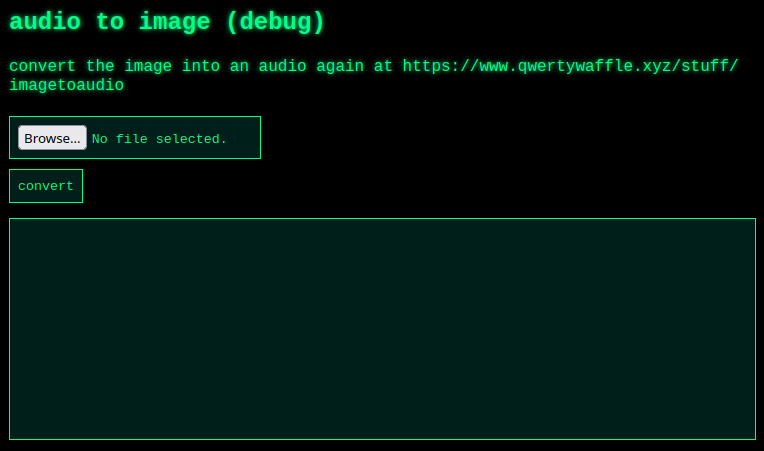 audio to image (debug)
convert the image into an audio again at https://www.qwertywaffle.xyz/stuff/
imagetoaudio
Browse... No file selected.
convert